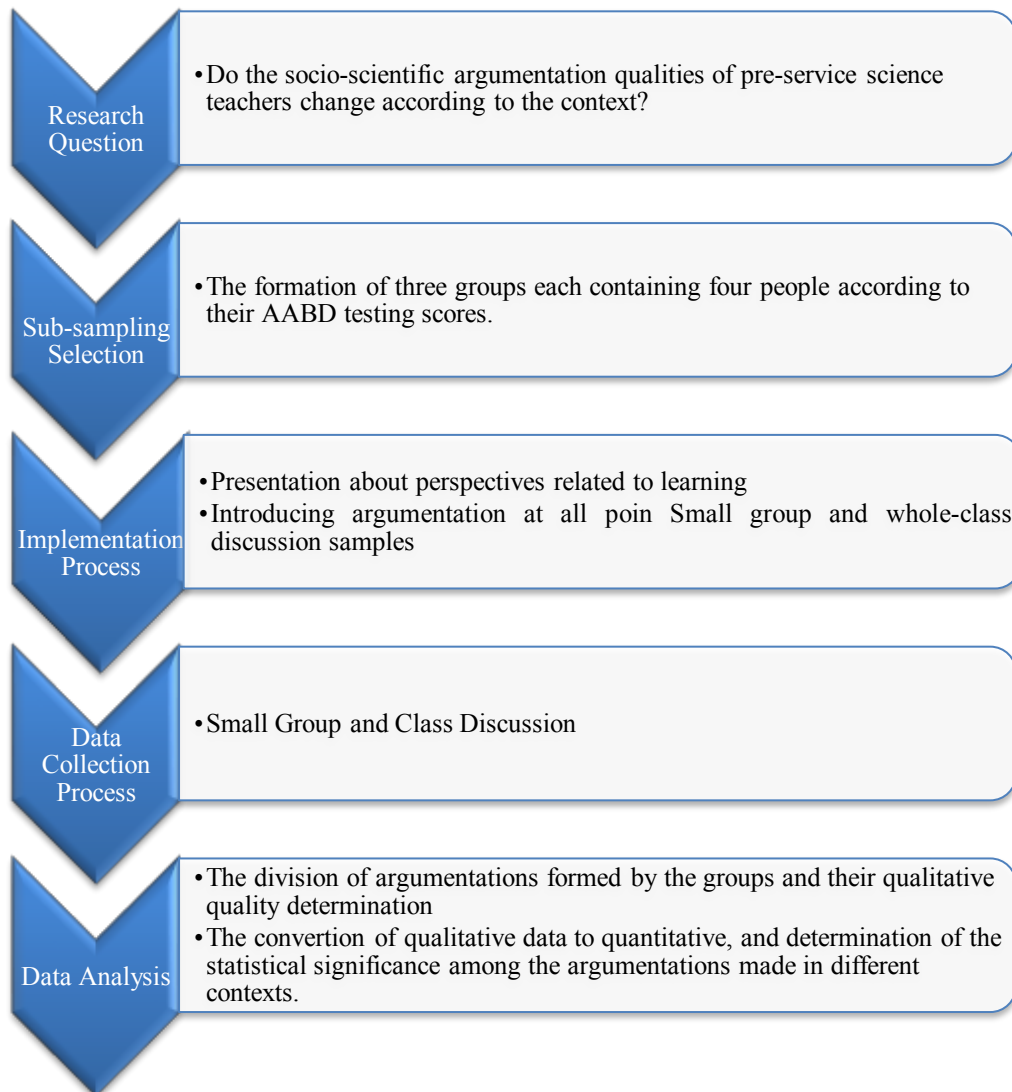 Research
Question
•Do the socio-scientific argumentation qualities of pre-service science
teachers change according to the context?
Sub-sampling
Selection
•The formation of three groups each containing four people according to
their AABD testing scores.
Implementation
Process
•Presentation about perspectives related to learning
•Introducing argumentation at all poin Small group and whole-class
discussion samples
Data
Collection
Process
•Small Group and Class Discussion
Data Analysis
•The division of argumentations formed by the groups and their qualitative
quality determination
•The convertion of qualitative data to quantitative, and determination of the
statistical significance among the argumentations made in different
contexts.